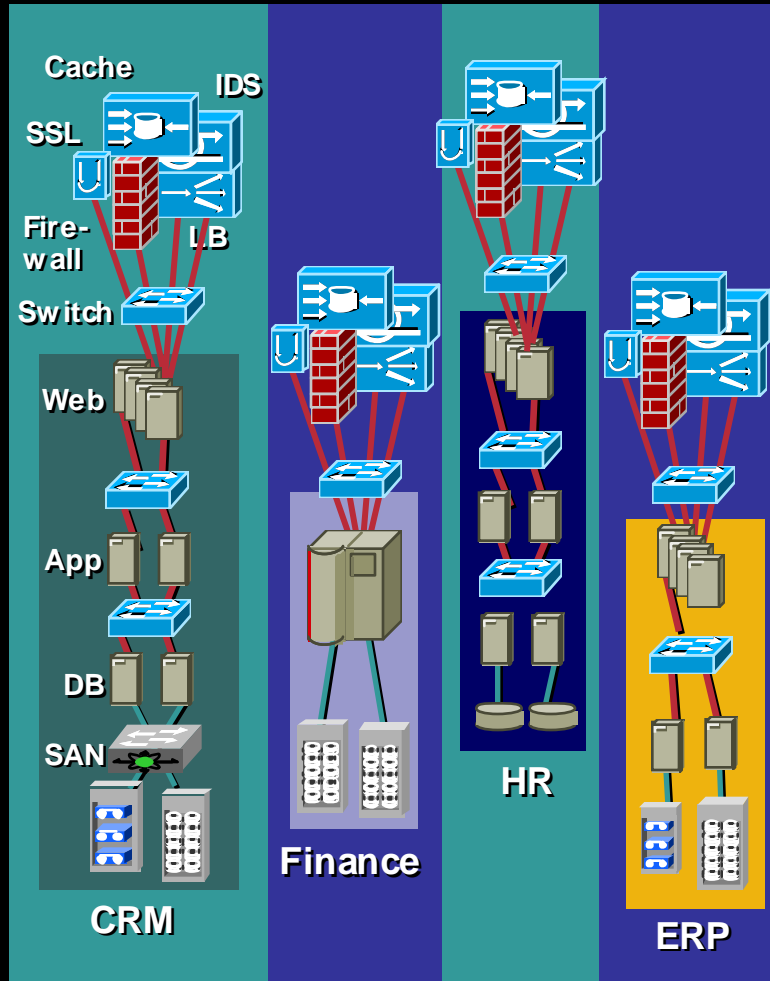 Cache
IDS
SSL
Fire-
wall
LB
Switch
Web
App
DB
SAN
CRM
Finance
HR
ERP